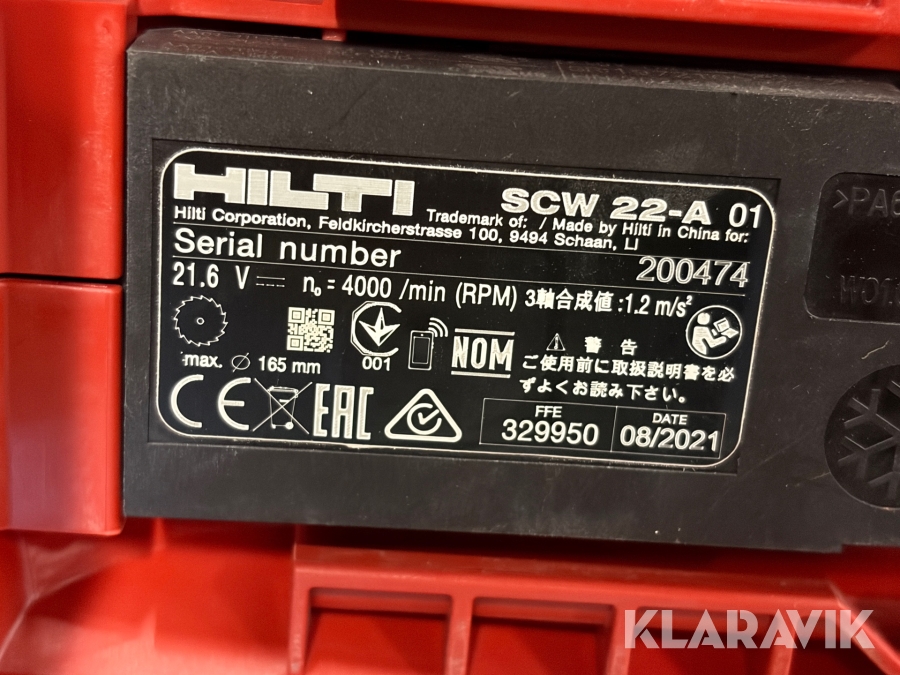 HILTI
SCW 22-A 01
Hilti Corporation, Feldkircherstrasse 100, 9494 Schaan, LI
Trademark of: / Made by Hilti in China for:
Serial number
200474
21.6 V n₀ = 4000 /min (RPM) 3軸合成値 :1.2 m/s²
max. ∅ 165 mm
001
NOM
⚠ 警 告
ご使用前に取扱説明書を必
ずよくお読み下さい。
CE
EAC
FFE
329950
DATE
08/2021
>PA6
KLARAVIK